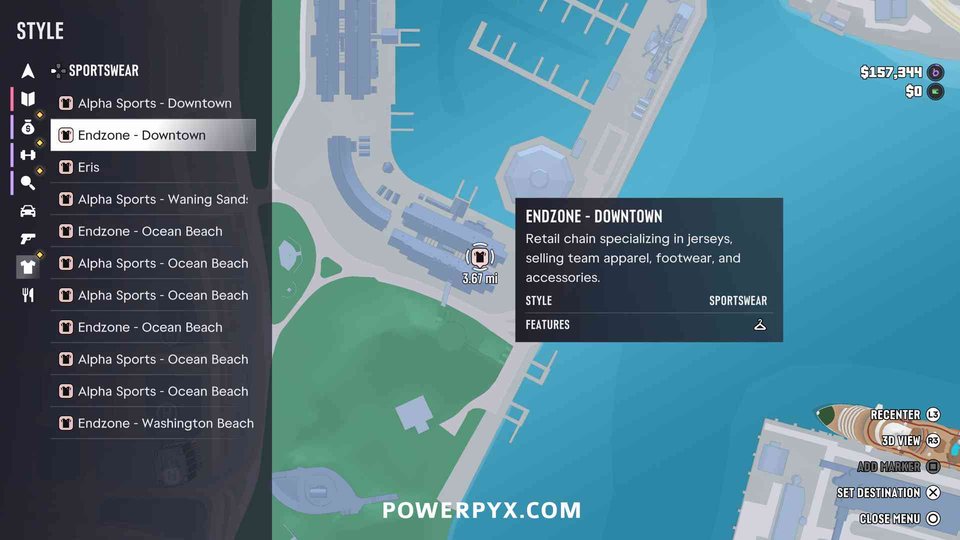 STYLE
SPORTSWEAR
Alpha Sports - Downtown
Endzone - Downtown
Eris
Alpha Sports - Waning Sands
Endzone - Ocean Beach
Alpha Sports - Ocean Beach
Alpha Sports - Ocean Beach
Endzone - Ocean Beach
Alpha Sports - Ocean Beach
Alpha Sports - Ocean Beach
Endzone - Washington Beach
3.67 mi
ENDZONE - DOWNTOWN
Retail chain specializing in jerseys,
selling team apparel, footwear, and
accessories.
STYLE SPORTSWEAR
FEATURES
$157,344
$0
RECENTER L3
3D VIEW R3
ADD MARKER
SET DESTINATION
CLOSE MENU
POWERPYX.COM